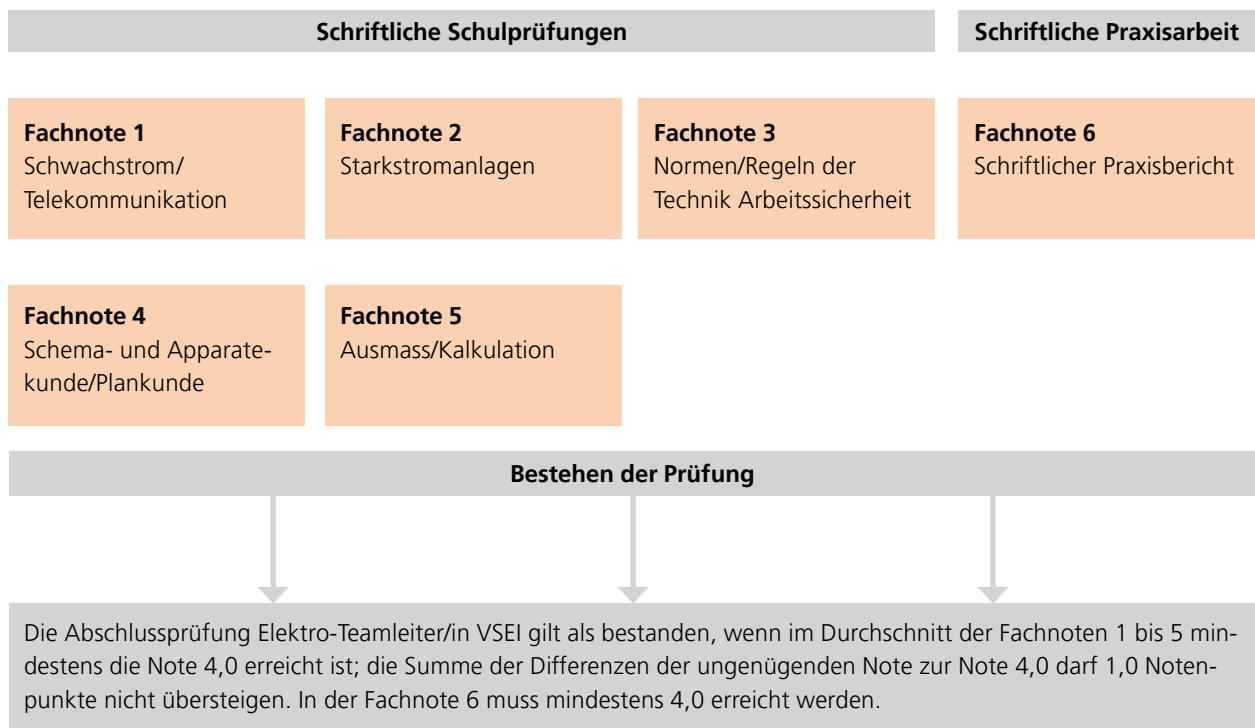 Schriftliche Schulprüfungen
Schriftliche Praxisarbeit
Fachnote 1
Schwachstrom/
Telekommunikation
Fachnote 2
Starkstromanlagen
Fachnote 3
Normen/Regeln der
Technik Arbeitssicherheit
Fachnote 6
Schriftlicher Praxisbericht
Fachnote 4
Schema- und Apparate-
kunde/Plankunde
Fachnote 5
Ausmass/Kalkulation
Bestehen der Prüfung
Die Abschlussprüfung Elektro-Teamleiter/in VSEI gilt als bestanden, wenn im Durchschnitt der Fachnoten 1 bis 5 min-
destens die Note 4,0 erreicht ist; die Summe der Differenzen der ungenügenden Note zur Note 4,0 darf 1,0 Noten-
punkte nicht übersteigen. In der Fachnote 6 muss mindestens 4,0 erreicht werden.